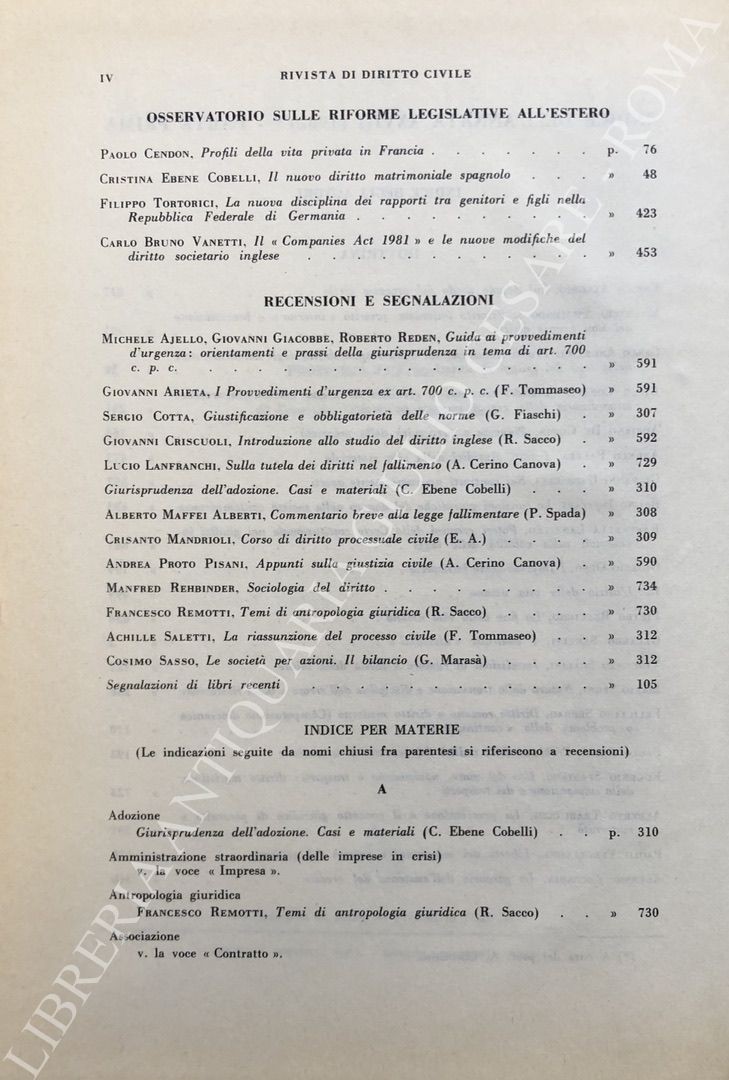 IV RIVISTA DI DIRITTO CIVILE
OSSERVATORIO SULLE RIFORME LEGISLATIVE ALL'ESTERO
PAOLO CENDON, Profili della vita privata in Francia . . . . . . p. 76
CRISTINA EBENE COBELLI, Il nuovo diritto matrimoniale spagnolo . . . » 48
FILIPPO TORTORICI, La nuova disciplina dei rapporti tra genitori e figli nella
Repubblica Federale di Germania . . . . . . . . . » 423
CARLO BRUNO VANETTI, Il « Companies Act 1981 » e le nuove modifiche del
diritto societario inglese . . . . . . . . . . . » 453
RECENSIONI E SEGNALAZIONI
MICHELE AJELLO, GIOVANNI GIACOBBE, ROBERTO REDEN, Guida ai provvedimenti
d'urgenza: orientamenti e prassi della giurisprudenza in tema di art. 700
c. p. c. . . . . . . . . . . . . . . . » 591
GIOVANNI ARIETA, I Provvedimenti d'urgenza ex art. 700 c. p. c. (F. Tommaseo) » 591
SERGIO COTTA, Giustificazione e obbligatorietà delle norme (G. Fiaschi) . » 307
GIOVANNI CRISCUOLI, Introduzione allo studio del diritto inglese (R. Sacco) . » 592
LUCIO LANFRANCHI, Sulla tutela dei diritti nel fallimento (A. Cerino Canova) . » 729
Giurisprudenza dell'adozione. Casi e materiali (C. Ebene Cobelli) . . . » 310
ALBERTO MAFFEI ALBERTI, Commentario breve alla legge fallimentare (P. Spada) » 308
CRISANTO MANDRIOLI, Corso di diritto processuale civile (E. A.) . . . . » 309
ANDREA PROTO PISANI, Appunti sulla giustizia civile (A. Cerino Canova) . » 590
MANFRED REHBINDER, Sociologia del diritto . . . . . . . . » 734
FRANCESCO REMOTTI, Temi di antropologia giuridica (R. Sacco) . . . . » 730
ACHILLE SALETTI, La riassunzione del processo civile (F. Tommaseo) . . » 312
COSIMO SASSO, Le società per azioni. Il bilancio (G. Marasà) . . . . » 312
Segnalazioni di libri recenti . . . . . . . . . . . » 105
INDICE PER MATERIE
(Le indicazioni seguite da nomi chiusi fra parentesi si riferiscono a recensioni)
A
Adozione
Giurisprudenza dell'adozione. Casi e materiali (C. Ebene Cobelli) . . p. 310
Amministrazione straordinaria (delle imprese in crisi)
v. la voce « Impresa ».
Antropologia giuridica
FRANCESCO REMOTTI, Temi di antropologia giuridica (R. Sacco) . . » 730
Associazione
v. la voce « Contratto ».
LIBRERIA ANTIQUARIA GIULIO CESARE ROMA